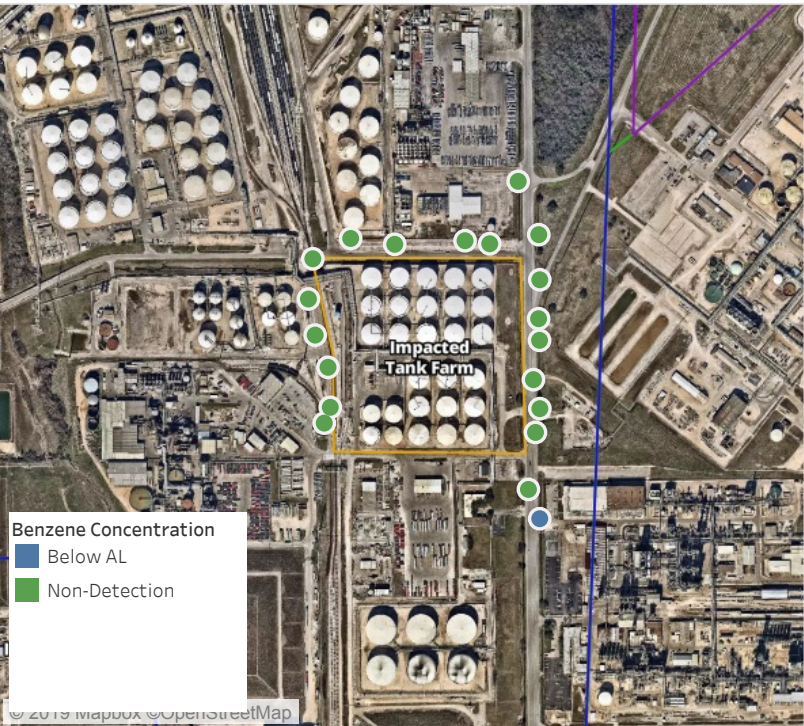 Impacted
Tank Farm
Benzene Concentration
Below AL
Non-Detection
© 2019 Mapbox ©OpenStreetMap